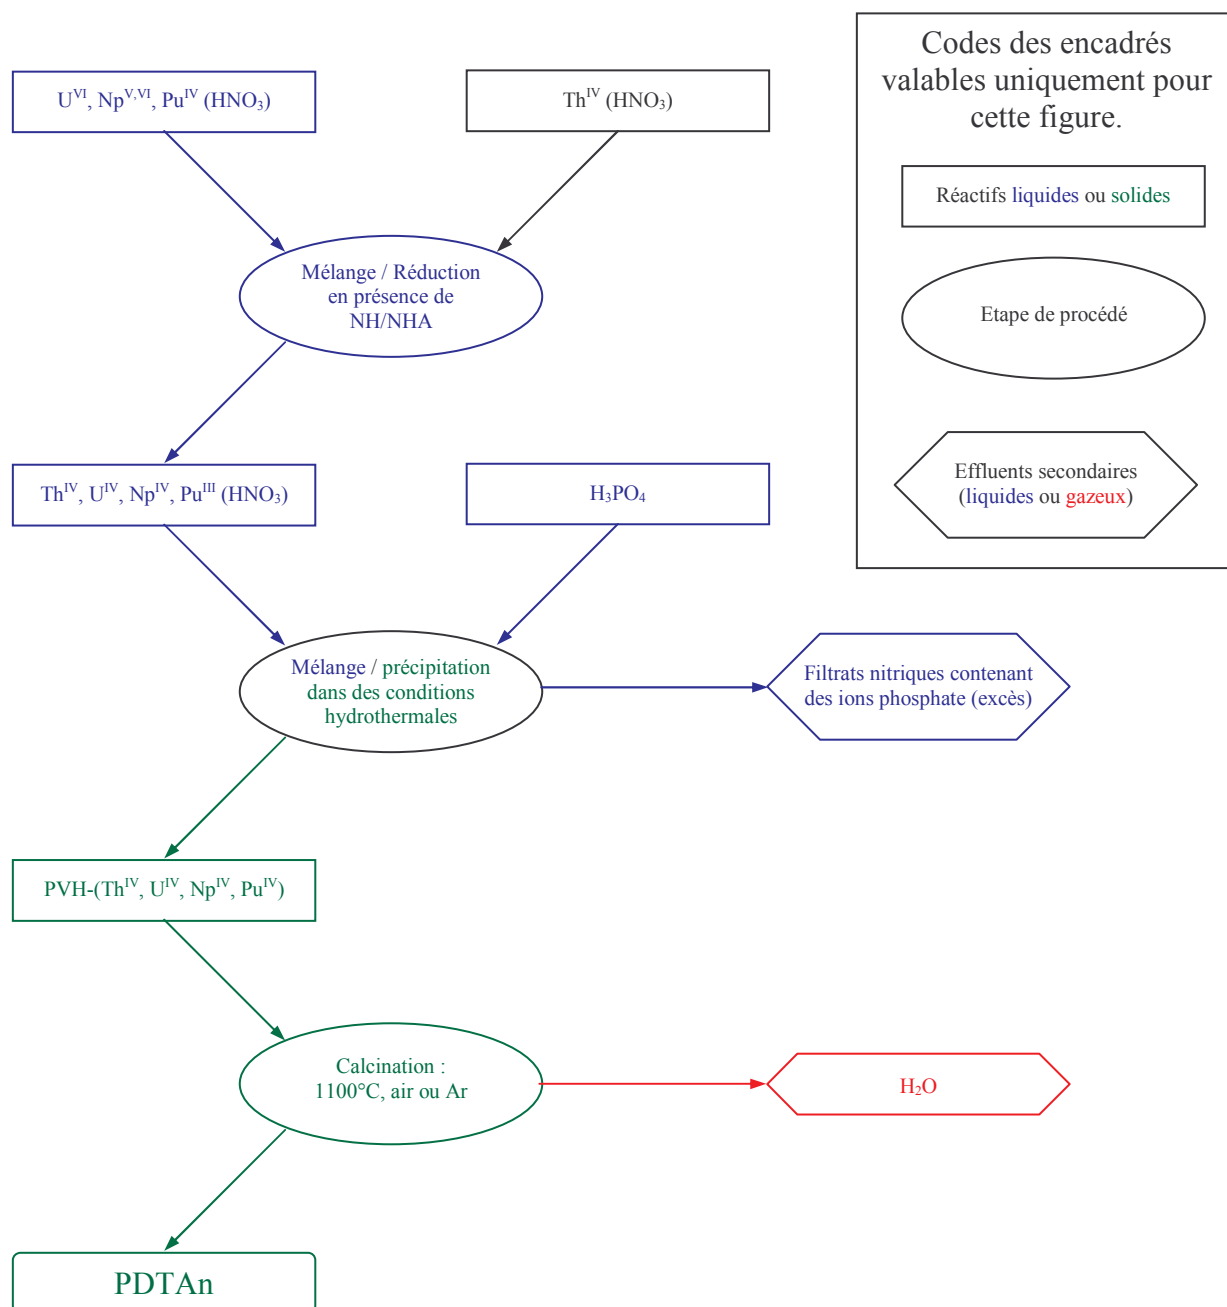 Codes des encadrés
valables uniquement pour
cette figure.
U^VI, Np^V,VI, Pu^IV (HNO₃)
Th^IV (HNO₃)
Réactifs liquides ou solides
Mélange / Réduction
en présence de
NH/NHA
Etape de procédé
Th^IV, U^IV, Np^IV, Pu^III (HNO₃)
H₃PO₄
Effluents secondaires
(liquides ou gazeux)
Mélange / précipitation
dans des conditions
hydrothermales
Filtrats nitriques contenant
des ions phosphate (excès)
PVH-(Th^IV, U^IV, Np^IV, Pu^IV)
Calcination :
1100°C, air ou Ar
H₂O
PDTAn